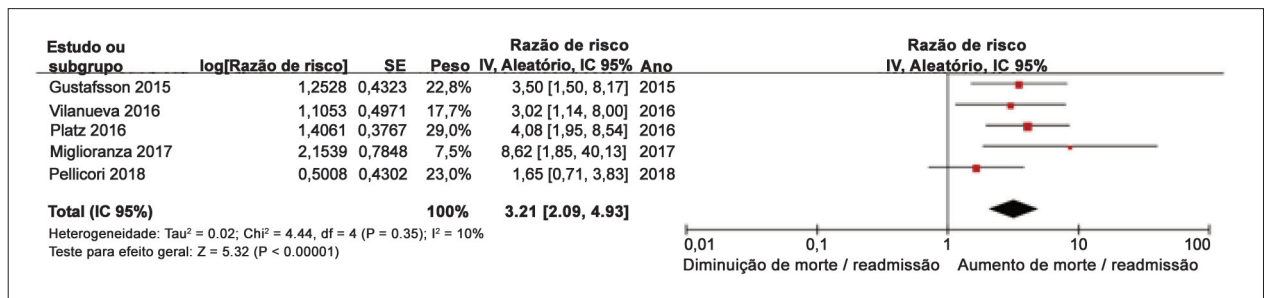 Razão de risco Razão de risco
Estudo ou
subgrupo log[Razão de risco] SE Peso IV, Aleatório, IC 95% Ano IV, Aleatório, IC 95%
Gustafsson 2015 1,2528 0,4323 22,8% 3,50 [1,50, 8,17] 2015
Vilanueva 2016 1,1053 0,4971 17,7% 3,02 [1,14, 8,00] 2016
Platz 2016 1,4061 0,3767 29,0% 4,08 [1,95, 8,54] 2016
Miglioranza 2017 2,1539 0,7848 7,5% 8,62 [1,85, 40,13] 2017
Pellicori 2018 0,5008 0,4302 23,0% 1,65 [0,71, 3,83] 2018
Total (IC 95%) 100% 3.21 [2.09, 4.93]
Heterogeneidade: Tau² = 0.02; Chi² = 4.44, df = 4 (P = 0.35); I² = 10%
Teste para efeito geral: Z = 5.32 (P < 0.00001)
0,01 0,1 1 10 100
Diminuição de morte / readmissão Aumento de morte / readmissão